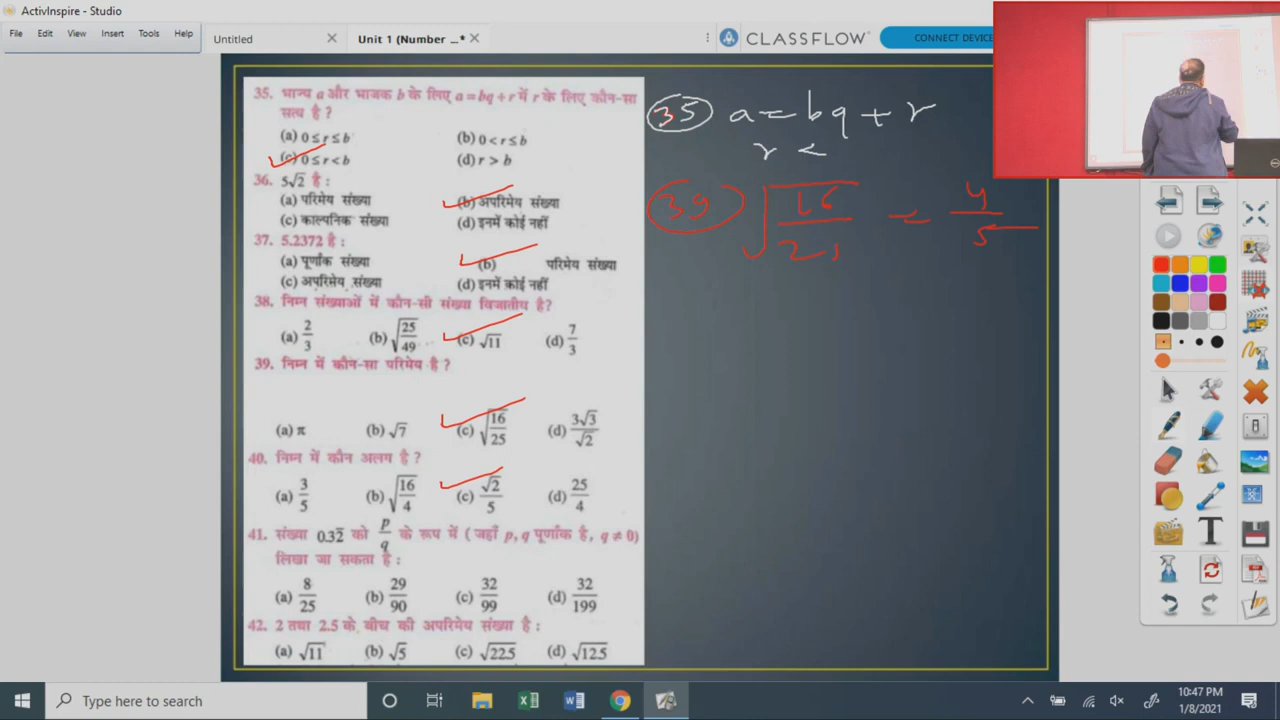 ActivInspire - Studio
File Edit View Insert Tools Help
Untitled
Unit 1 (Number ...*
CLASSFLOW
CONNECT DEVICE
35. भाज्य a और भाजक b के लिए a = bq + r में r के लिए कौन-सा
सत्य है ?
(a) 0 ≤ r ≤ b (b) 0 < r ≤ b
(c) 0 ≤ r < b (d) r > b
36. 5√2 है :
(a) परिमेय संख्या (b) अपरिमेय संख्या
(c) काल्पनिक संख्या (d) इनमें कोई नहीं
37. 5.2372 है :
(a) पूर्णांक संख्या (b) परिमेय संख्या
(c) अपरिमेय संख्या (d) इनमें कोई नहीं
38. निम्न संख्याओं में कौन-सी संख्या विजातीय है?
(a) 2/3 (b) √25/49 (c) √11 (d) 7/3
39. निम्न में कौन-सा परिमेय है ?
(a) π (b) √7 (c) √16/25 (d) 3√3/√2
40. निम्न में कौन अलग है ?
(a) 3/5 (b) √16/4 (c) √2/5 (d) 25/4
41. संख्या 0.32̅ को p/q के रूप में ( जहाँ p, q पूर्णांक है, q ≠ 0)
लिखा जा सकता है :
(a) 8/25 (b) 29/90 (c) 32/99 (d) 32/199
42. 2 तथा 2.5 के बीच की अपरिमेय संख्या है :
(a) √11 (b) √5 (c) √225 (d) √125
35 a = bq + r
r <
39 √16/25 = 4/5
Type here to search
10:47 PM
1/8/2021